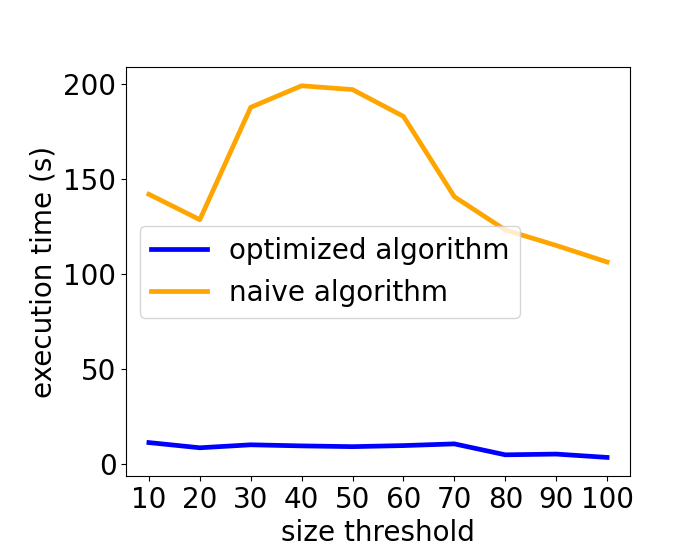 200
150
100
50
0
execution time (s)
optimized algorithm
naive algorithm
10 20 30 40 50 60 70 80 90 100
size threshold